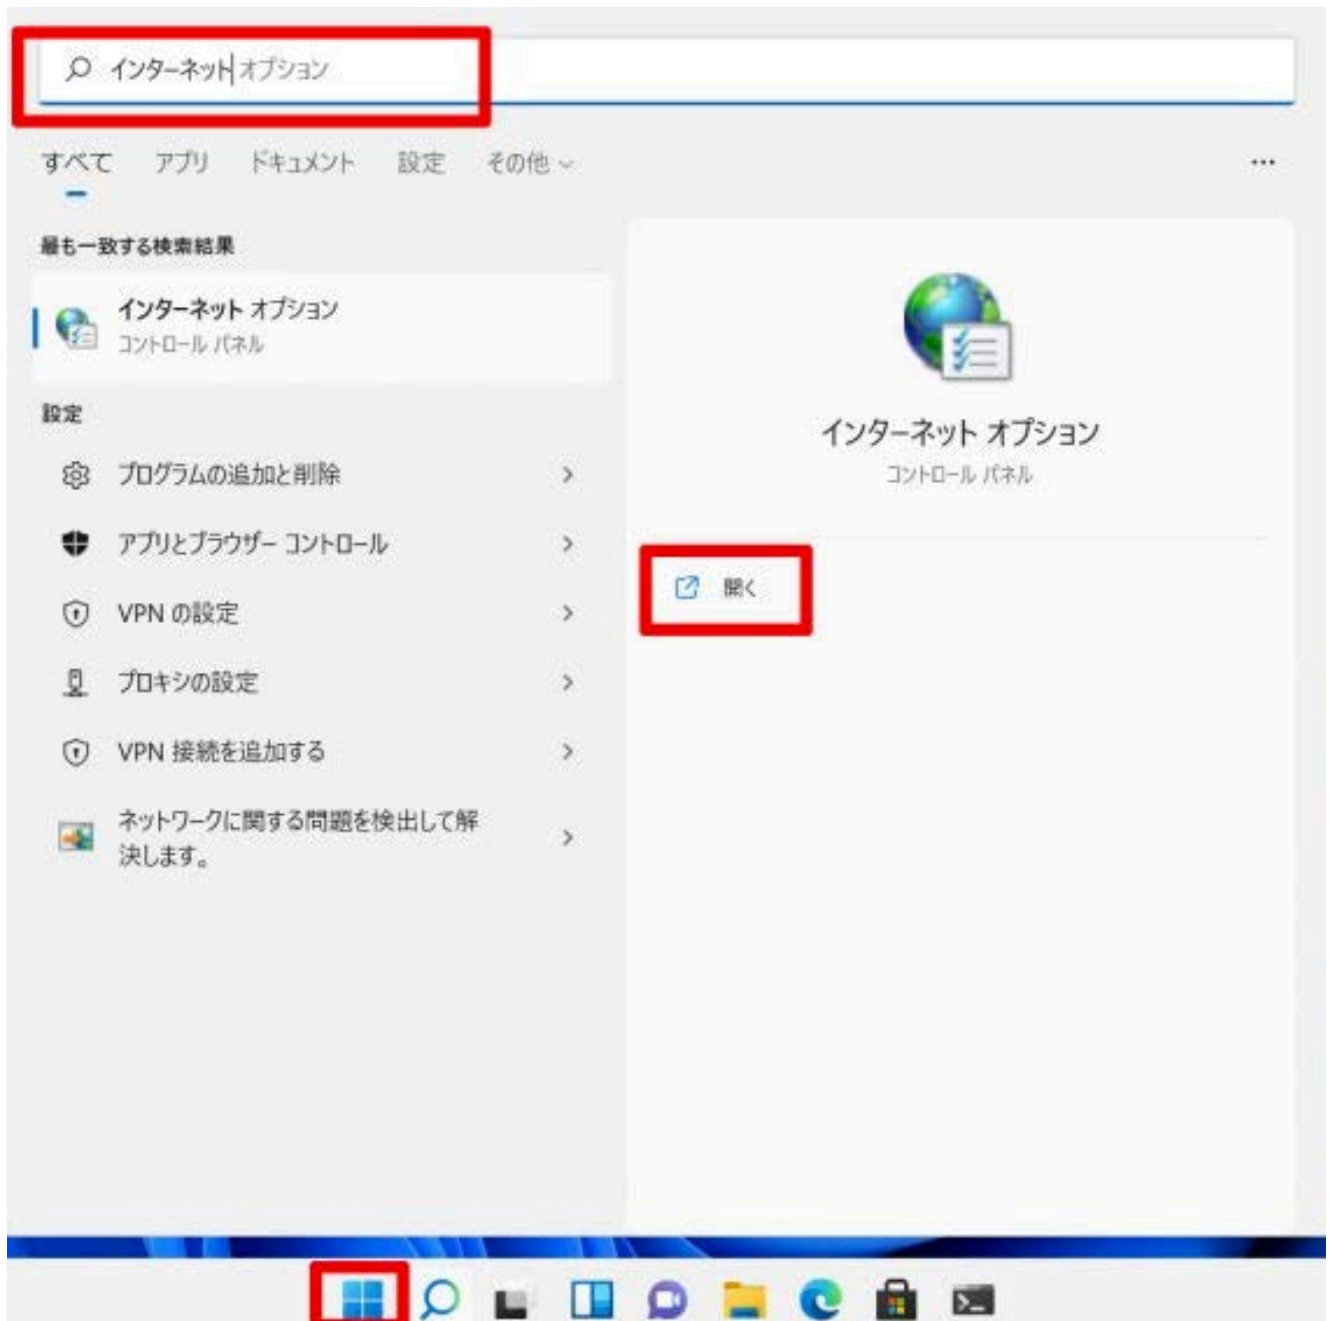 インターネット オプション
すべて アプリ ドキュメント 設定 その他
最も一致する検索結果
インターネット オプション
コントロール パネル
設定
プログラムの追加と削除
アプリとブラウザー コントロール
VPN の設定
プロキシの設定
VPN 接続を追加する
ネットワークに関する問題を検出して解
決します。
インターネット オプション
コントロール パネル
開く